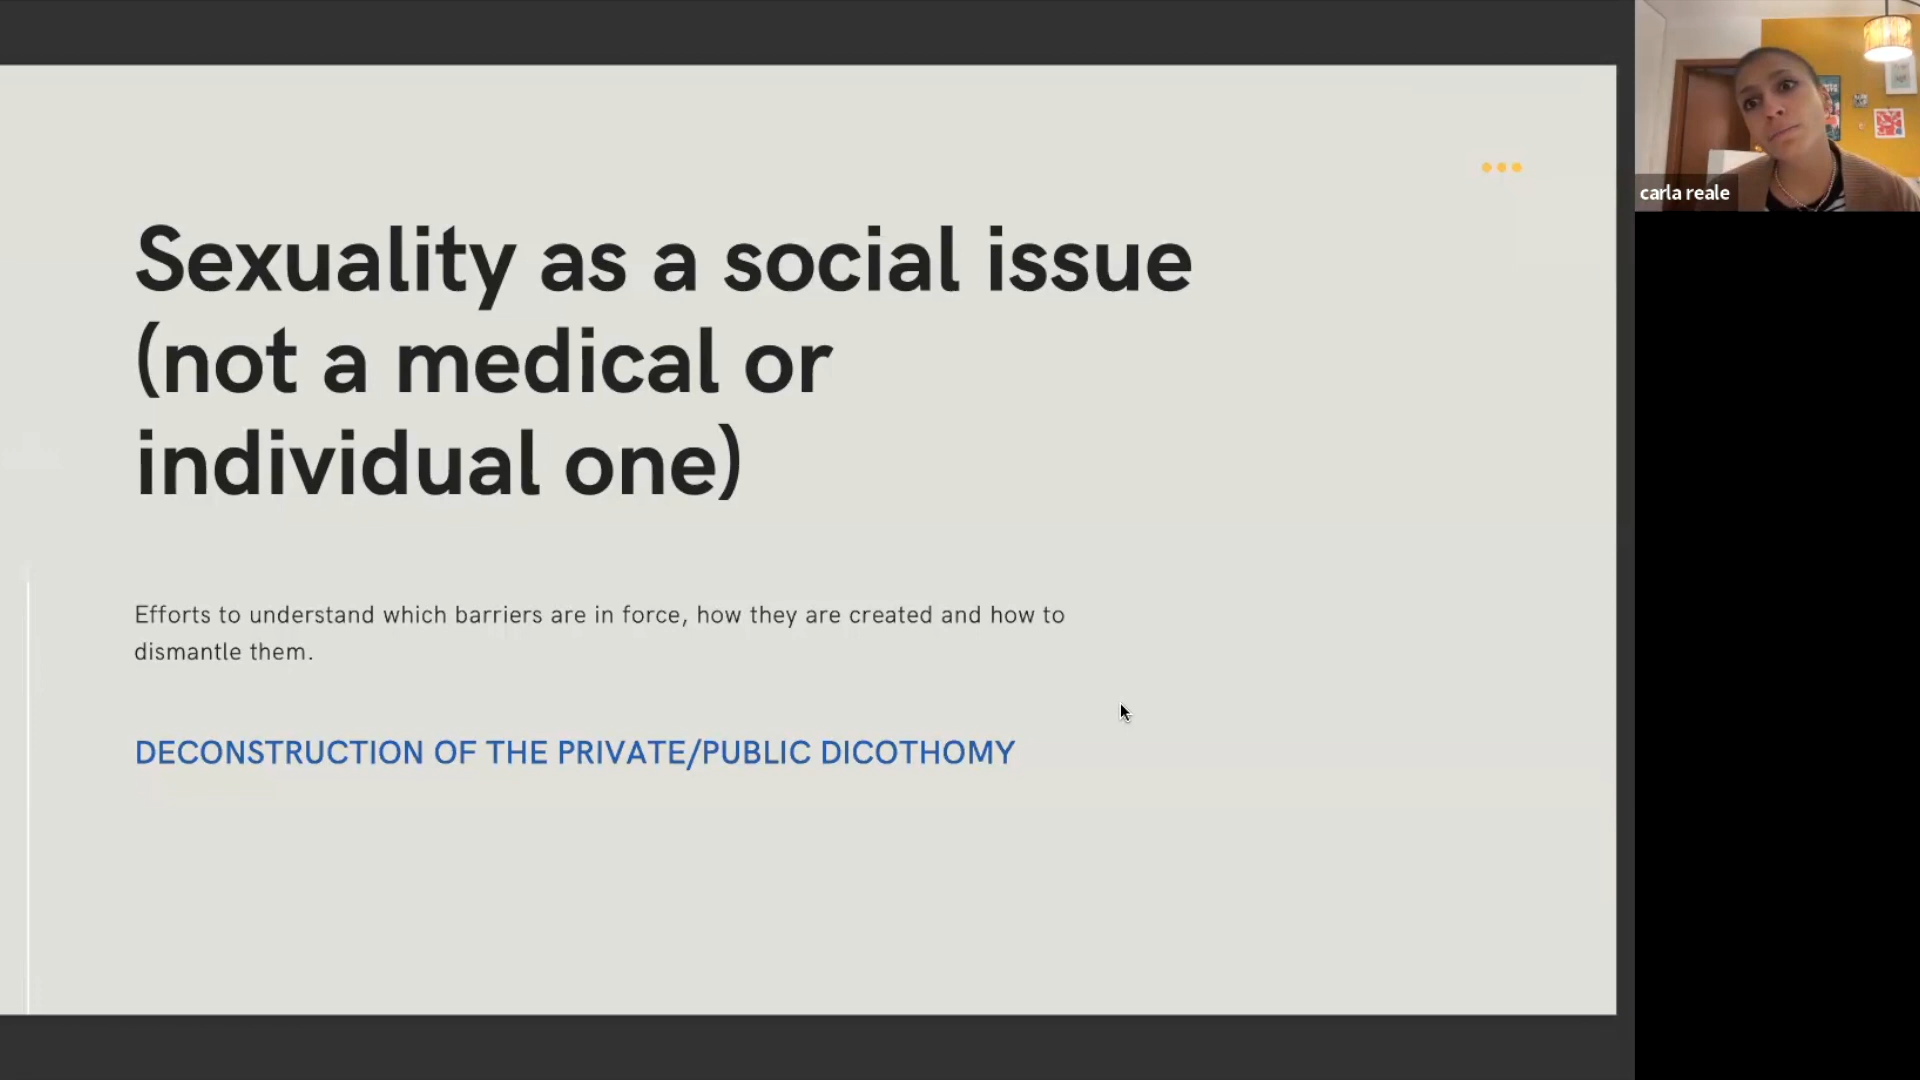 Sexuality as a social issue
(not a medical or
individual one)
Efforts to understand which barriers are in force, how they are created and how to
dismantle them.
DECONSTRUCTION OF THE PRIVATE/PUBLIC DICOTHOMY
carla reale